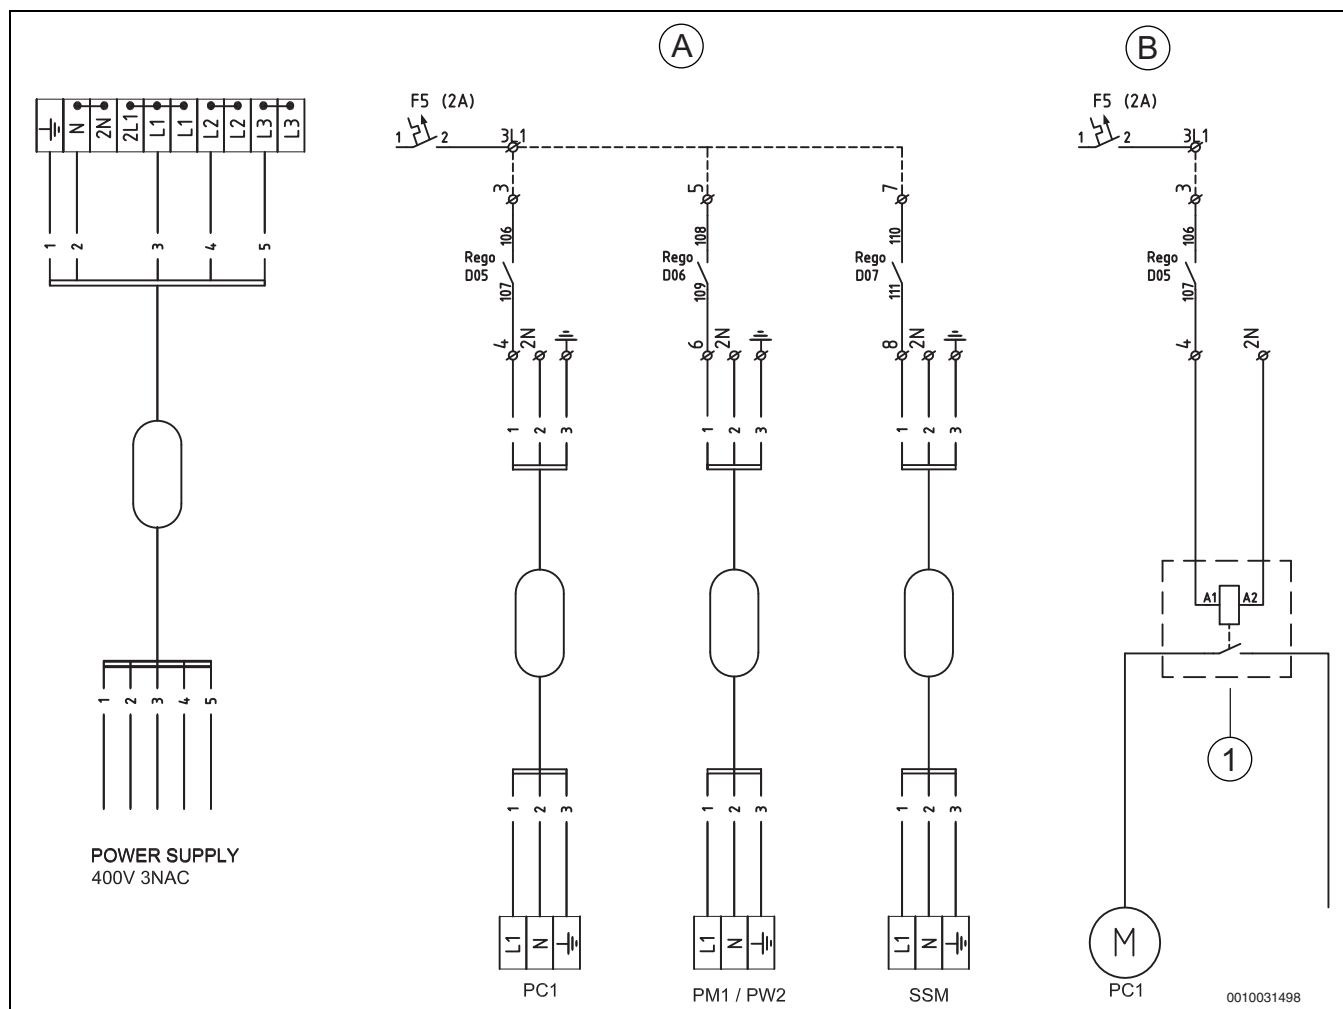 A
B
N
2N
2L1
L1
L1
L2
L2
L3
L3
F5 (2A)
1
2
3L1
F5 (2A)
1
2
3L1
3
5
7
3
1
2
3
4
5
106
108
110
106
Rego
D05
Rego
D06
Rego
D07
Rego
D05
107
109
111
107
4
2N
6
2N
8
2N
4
2N
1
2
3
1
2
3
1
2
3
A1
A2
1
2
3
4
5
1
1
2
3
1
2
3
1
2
3
POWER SUPPLY
400V 3NAC
L1
N
L1
N
L1
N
M
PC1
PM1 / PW2
SSM
PC1
0010031498